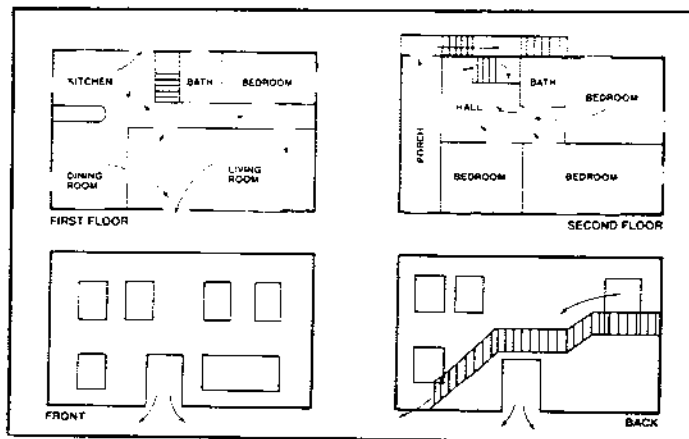 KITCHEN
BATH
BEDROOM
DINING
ROOM
LIVING
ROOM
FIRST FLOOR
HALL
BATH
BEDROOM
PORCH
BEDROOM
BEDROOM
SECOND FLOOR
FRONT
BACK